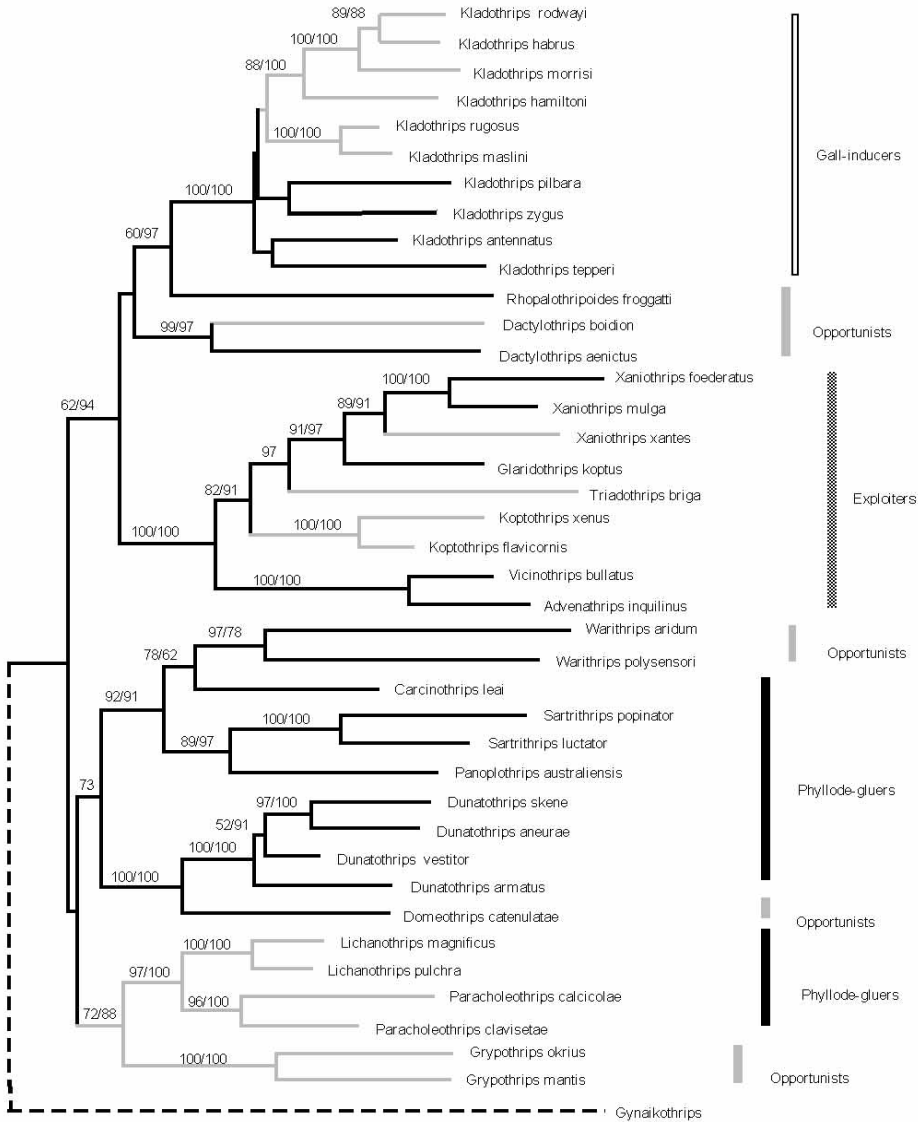 89/88
Kladothrips rodwayi
100/100
Kladothrips habrus
88/100
Kladothrips morrisi
Kladothrips hamiltoni
100/100
Kladothrips rugosus
Kladothrips maslini
Gall-inducers
100/100
Kladothrips pilbara
Kladothrips zygus
60/97
Kladothrips antennatus
Kladothrips tepperi
Rhopalothripoides froggatti
99/97
Dactylothrips boidion
Opportunists
Dactylothrips aenictus
62/94
100/100
Xaniothrips foederatus
89/91
Xaniothrips mulga
91/97
Xaniothrips xantes
97
Glaridothrips koptus
82/91
Triadothrips briga
Exploiters
100/100
100/100
Koptothrips xenus
Koptothrips flavicornis
100/100
Vicinothrips bullatus
Advenathrips inquilinus
97/78
Warithrips aridum
78/62
Opportunists
Warithrips polysensori
92/91
Carcinothrips leai
100/100
Sartrithrips popinator
89/97
Sartrithrips luctator
Panoplothrips australiensis
73
Phyllode-gluers
97/100
Dunatothrips skene
52/91
Dunatothrips aneurae
100/100
Dunatothrips vestitor
100/100
Dunatothrips armatus
Domeothrips catenulatae
Opportunists
100/100
Lichanothrips magnificus
97/100
Lichanothrips pulchra
96/100
Paracholeothrips calcicolae
Phyllode-gluers
72/88
Paracholeothrips clavisetae
100/100
Grypothrips okrius
Grypothrips mantis
Opportunists
Gynaikothrips